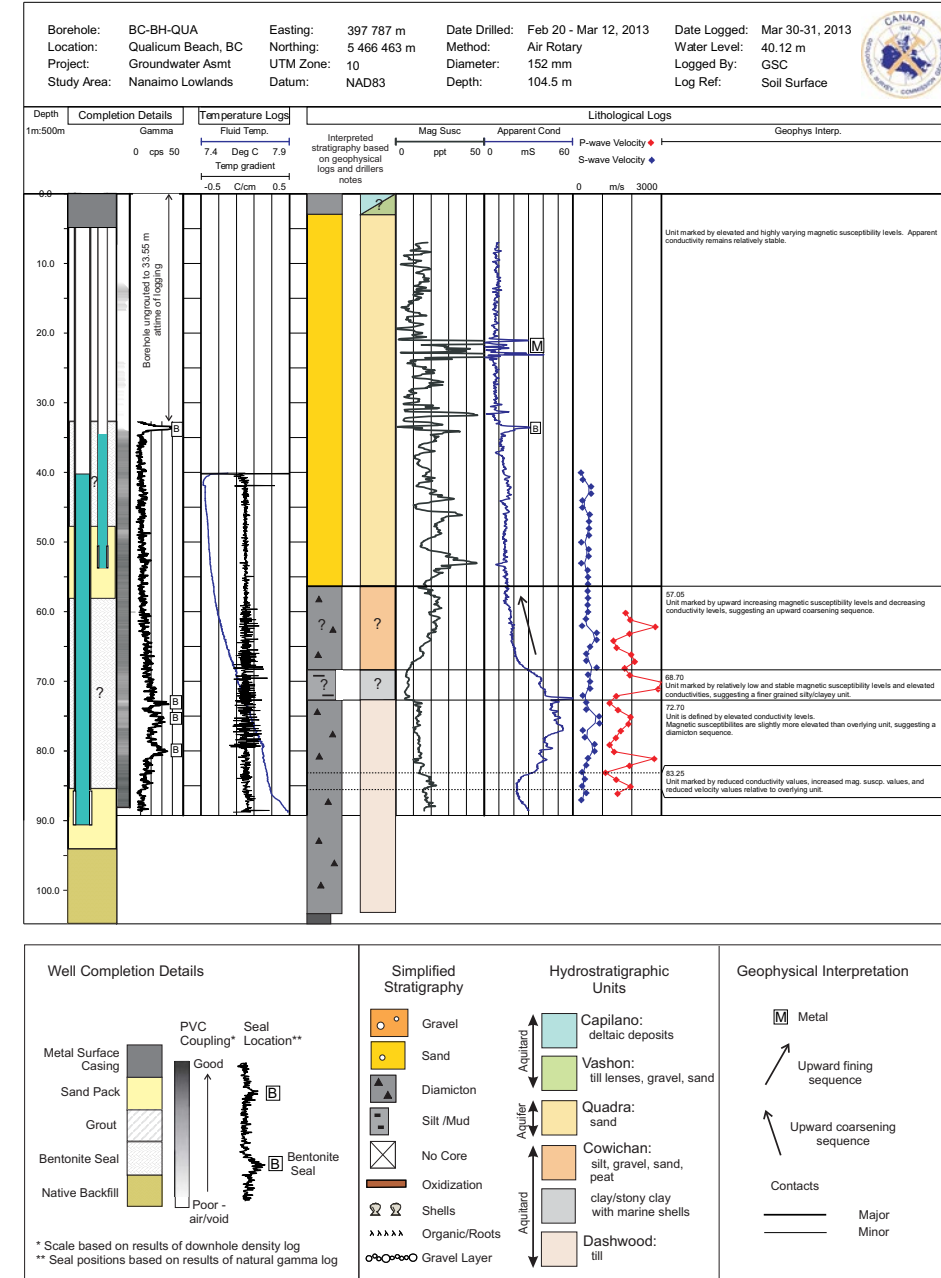 Borehole: BC-BH-QUA Easting: 397 787 m Date Drilled: Feb 20 - Mar 12, 2013 Date Logged: Mar 30-31, 2013
Location: Qualicum Beach, BC Northing: 5 466 463 m Method: Air Rotary Water Level: 40.12 m
Project: Groundwater Asmt UTM Zone: 10 Diameter: 152 mm Logged By: GSC
Study Area: Nanaimo Lowlands Datum: NAD83 Depth: 104.5 m Log Ref: Soil Surface
CANADA
1842
GEOLOGICAL SURVEY - COMMISSION
Depth Completion Details Temperature Logs Lithological Logs
1m:500m Gamma Fluid Temp. Mag Susc Apparent Cond Geophys Interp.
Interpreted
stratigraphy based
on geophysical
logs and drillers
notes
P-wave Velocity
S-wave Velocity
0 cps 50 7.4 Deg C 7.9 0 ppt 50 0 mS 60
Temp gradient
-0.5 C/cm 0.5 0 m/s 3000
0.0
10.0
20.0
30.0
40.0
50.0
60.0
70.0
80.0
90.0
100.0
Borehole ungrouted to 33.55 m
attime of logging
?
?
B
B
B
B
?
?
?
?
?
M
B
Unit marked by elevated and highly varying magnetic susceptibility levels. Apparent
conductivity remains relatively stable.
57.05
Unit marked by upward increasing magnetic susceptibility levels and decreasing
conductivity levels, suggesting an upward coarsening sequence.
68.70
Unit marked by relatively low and stable magnetic susceptibility levels and elevated
conductivities, suggesting a finer grained silty/clayey unit.
72.70
Unit is defined by elevated conductivity levels.
Magnetic susceptibilites are slightly more elevated than overlying unit, suggesting a
diamicton sequence.
83.25
Unit marked by reduced conductivity values, increased mag. suscp. values, and
reduced velocity values relative to overlying unit.
Well Completion Details
PVC
Coupling*
Seal
Location**
Metal Surface
Casing
Sand Pack
Grout
Bentonite Seal
Native Backfill
Good
Poor -
air/void
B
B Bentonite
Seal
* Scale based on results of downhole density log
** Seal positions based on results of natural gamma log
Simplified
Stratigraphy
Gravel
Sand
Diamicton
Silt /Mud
No Core
Oxidization
Shells
Organic/Roots
Gravel Layer
Hydrostratigraphic
Units
Aquitard
Capilano:
deltaic deposits
Vashon:
till lenses, gravel, sand
Aquifer
Quadra:
sand
Aquitard
Cowichan:
silt, gravel, sand,
peat
clay/stony clay
with marine shells
Dashwood:
till
Geophysical Interpretation
M Metal
Upward fining
sequence
Upward coarsening
sequence
Contacts
Major
Minor